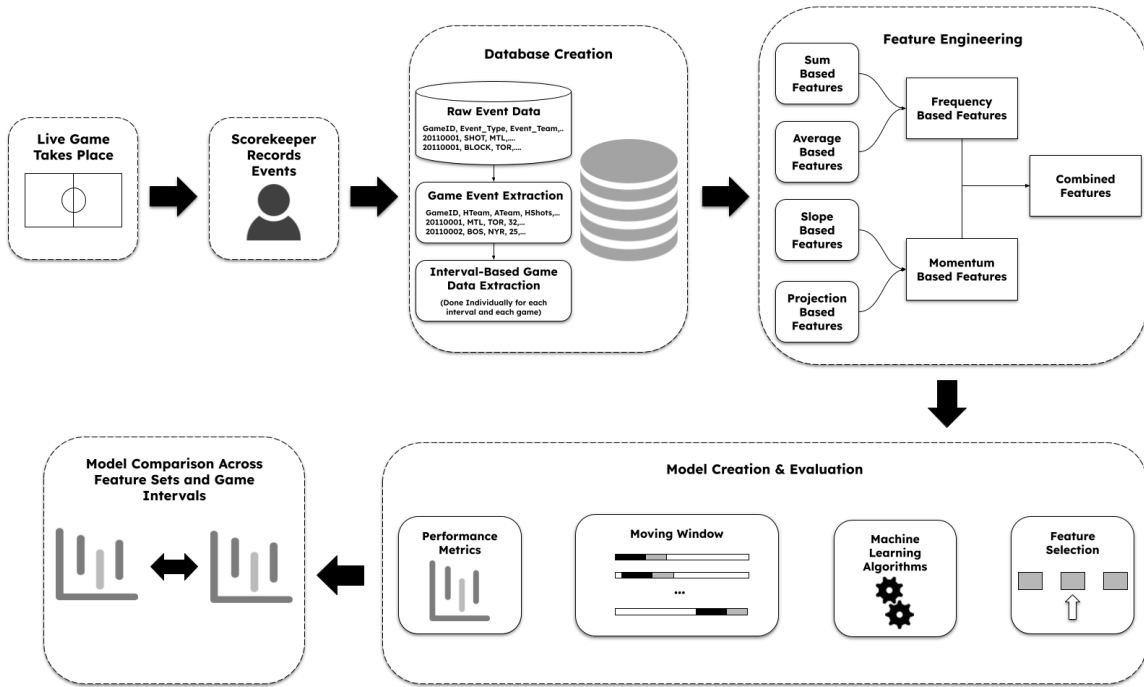 Live Game
Takes Place
Scorekeeper
Records
Events
Database Creation
Raw Event Data
GameID, Event_Type, Event_Team,..
20110001, SHOT, MTL,....
20110001, BLOCK, TOR,....
Game Event Extraction
GameID, HTeam, ATeam, HShots,...
20110001, MTL, TOR, 32,...
20110002, BOS, NYR, 25,...
Interval-Based Game
Data Extraction
(Done Individually for each
interval and each game)
Feature Engineering
Sum
Based
Features
Average
Based
Features
Slope
Based
Features
Projection
Based
Features
Frequency
Based Features
Momentum
Based Features
Combined
Features
Model Comparison Across
Feature Sets and Game
Intervals
Model Creation & Evaluation
Performance
Metrics
Moving Window
...
Machine
Learning
Algorithms
Feature
Selection